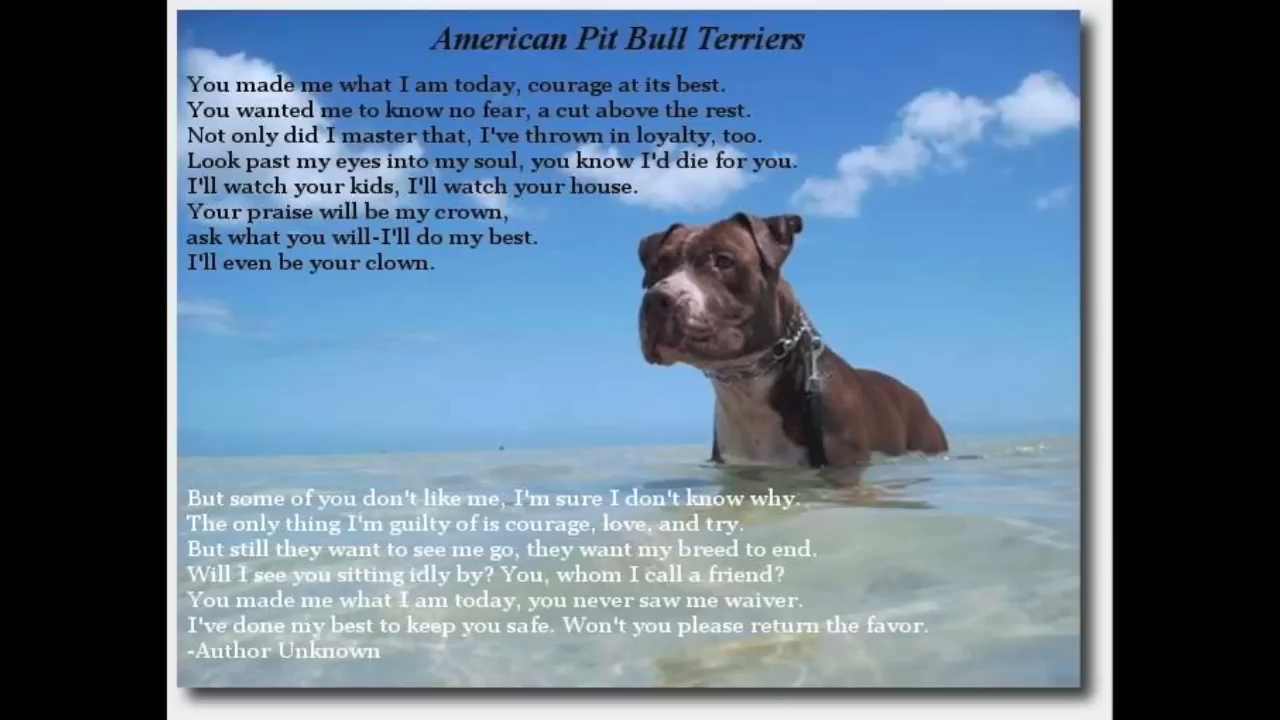 American Pit Bull Terriers
You made me what I am today, courage at its best.
You wanted me to know no fear, a cut above the rest.
Not only did I master that, I've thrown in loyalty, too.
Look past my eyes into my soul, you know I'd die for you.
I'll watch your kids, I'll watch your house.
Your praise will be my crown,
ask what you will-I'll do my best.
I'll even be your clown.
But some of you don't like me, I'm sure I don't know why.
The only thing I'm guilty of is courage, love, and try.
But still they want to see me go, they want my breed to end.
Will I see you sitting idly by? You, whom I call a friend?
You made me what I am today, you never saw me waiver.
I've done my best to keep you safe. Won't you please return the favor.
-Author Unknown